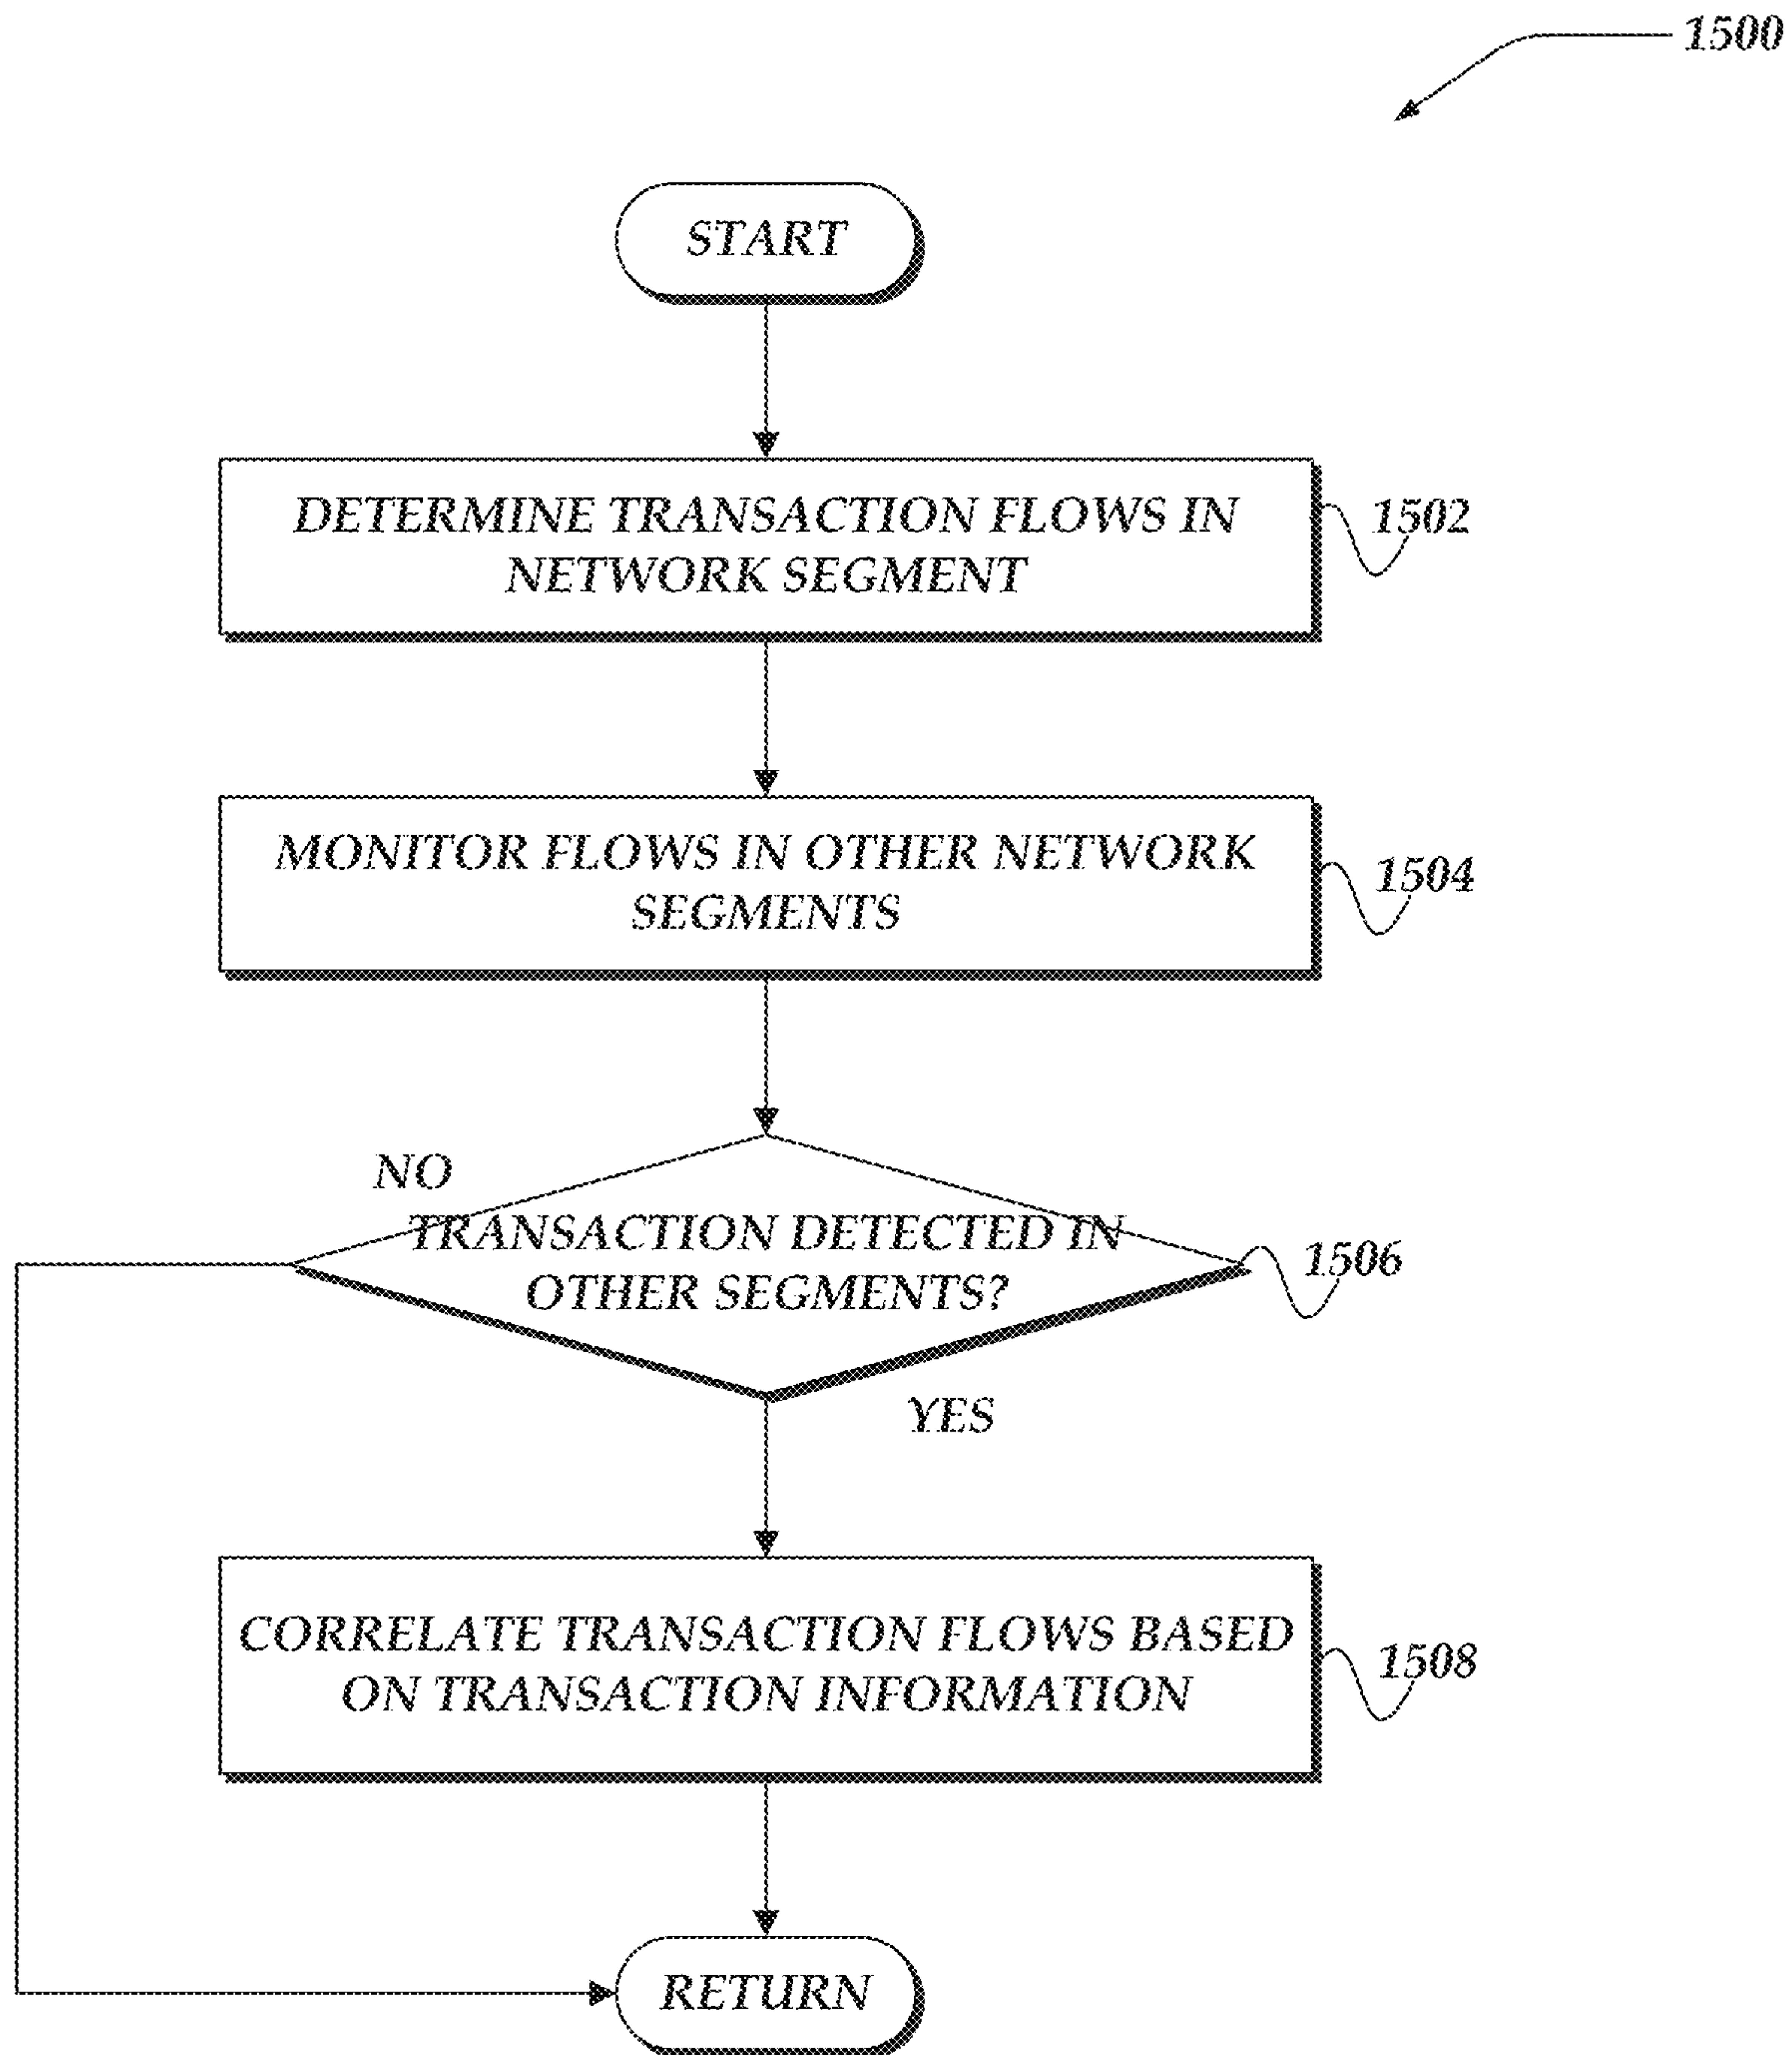 1500
START
DETERMINE TRANSACTION FLOWS IN
NETWORK SEGMENT
1502
MONITOR FLOWS IN OTHER NETWORK
SEGMENTS
1504
NO
TRANSACTION DETECTED IN
OTHER SEGMENTS?
1506
YES
CORRELATE TRANSACTION FLOWS BASED
ON TRANSACTION INFORMATION
1508
RETURN